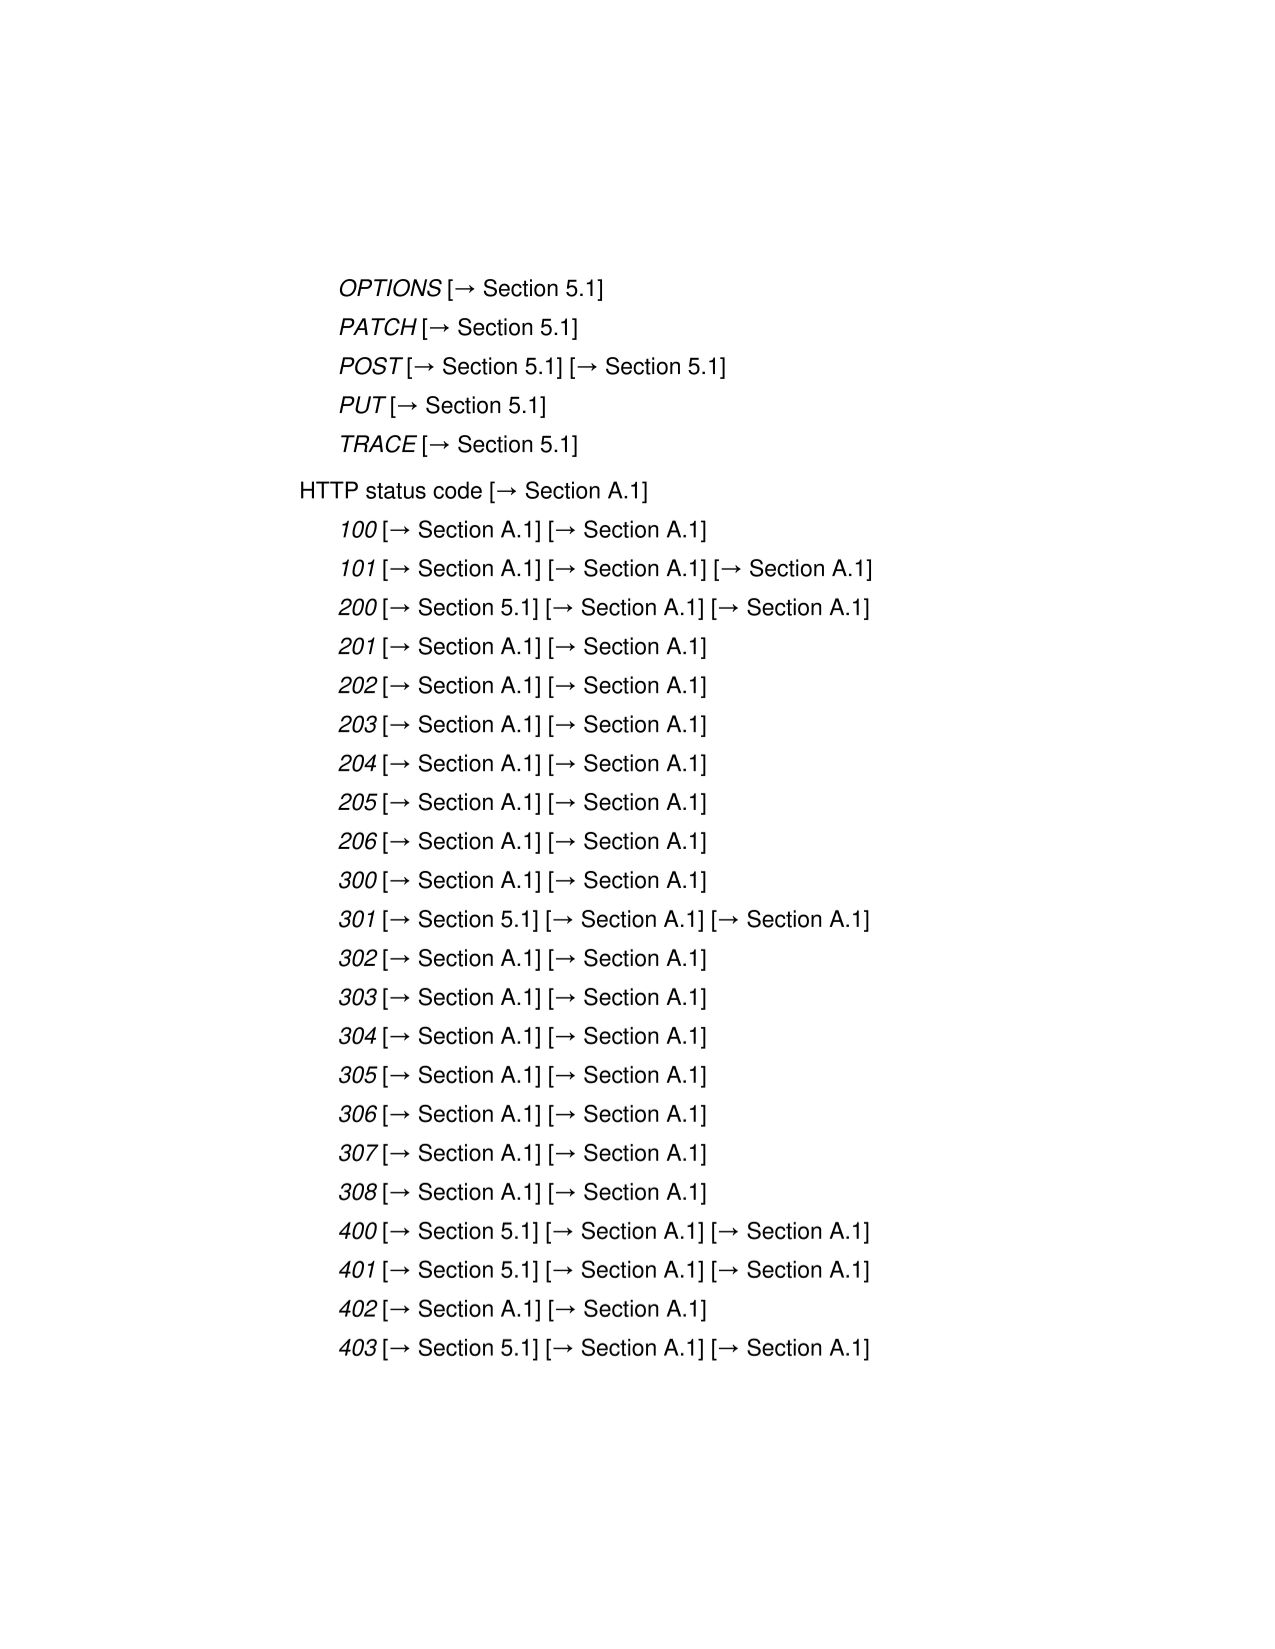 OPTIONS [→ Section 5.1]
PATCH [→ Section 5.1]
POST [→ Section 5.1] [→ Section 5.1]
PUT [→ Section 5.1]
TRACE [→ Section 5.1]
HTTP status code [→ Section A.1]
100 [→ Section A.1] [→ Section A.1]
101 [→ Section A.1] [→ Section A.1] [→ Section A.1]
200 [→ Section 5.1] [→ Section A.1] [→ Section A.1]
201 [→ Section A.1] [→ Section A.1]
202 [→ Section A.1] [→ Section A.1]
203 [→ Section A.1] [→ Section A.1]
204 [→ Section A.1] [→ Section A.1]
205 [→ Section A.1] [→ Section A.1]
206 [→ Section A.1] [→ Section A.1]
300 [→ Section A.1] [→ Section A.1]
301 [→ Section 5.1] [→ Section A.1] [→ Section A.1]
302 [→ Section A.1] [→ Section A.1]
303 [→ Section A.1] [→ Section A.1]
304 [→ Section A.1] [→ Section A.1]
305 [→ Section A.1] [→ Section A.1]
306 [→ Section A.1] [→ Section A.1]
307 [→ Section A.1] [→ Section A.1]
308 [→ Section A.1] [→ Section A.1]
400 [→ Section 5.1] [→ Section A.1] [→ Section A.1]
401 [→ Section 5.1] [→ Section A.1] [→ Section A.1]
402 [→ Section A.1] [→ Section A.1]
403 [→ Section 5.1] [→ Section A.1] [→ Section A.1]